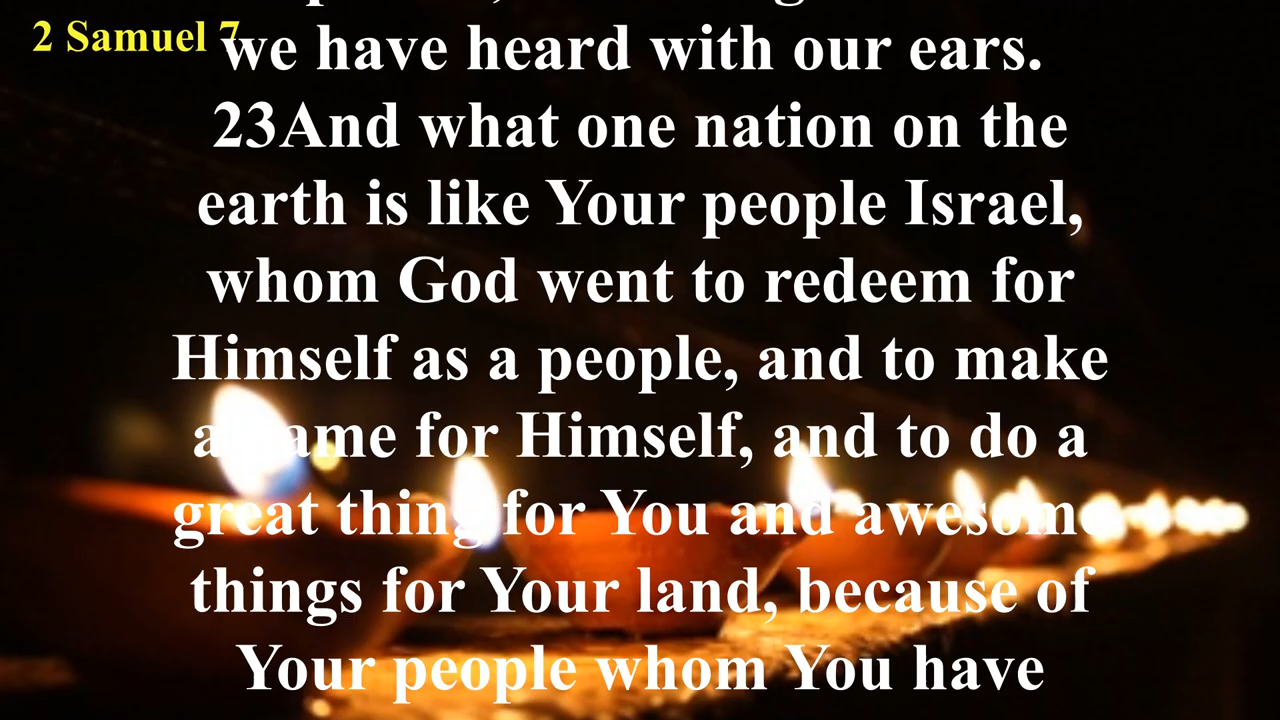 2 Samuel 7
we have heard with our ears.
23And what one nation on the
earth is like Your people Israel,
whom God went to redeem for
Himself as a people, and to make
a name for Himself, and to do a
great thing for You and awesome
things for Your land, because of
Your people whom You have